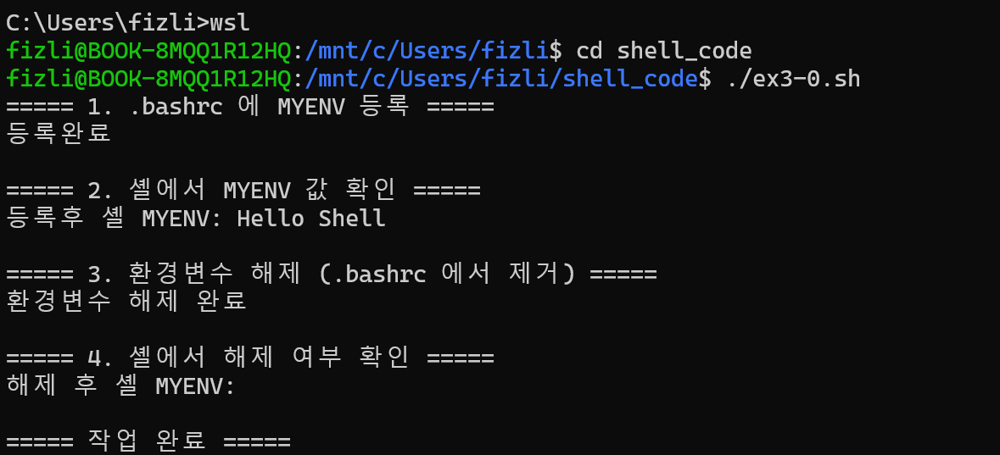 C:\Users\fizli>wsl
fizli@BOOK-8MQQ1R12HQ:/mnt/c/Users/fizli$ cd shell_code
fizli@BOOK-8MQQ1R12HQ:/mnt/c/Users/fizli/shell_code$ ./ex3-0.sh
===== 1. .bashrc 에 MYENV 등록 =====
등록완료
===== 2. 셸에서 MYENV 값 확인 =====
등록후 셸 MYENV: Hello Shell
===== 3. 환경변수 해제 (.bashrc 에서 제거) =====
환경변수 해제 완료
===== 4. 셸에서 해제 여부 확인 =====
해제 후 셸 MYENV:
===== 작업 완료 =====